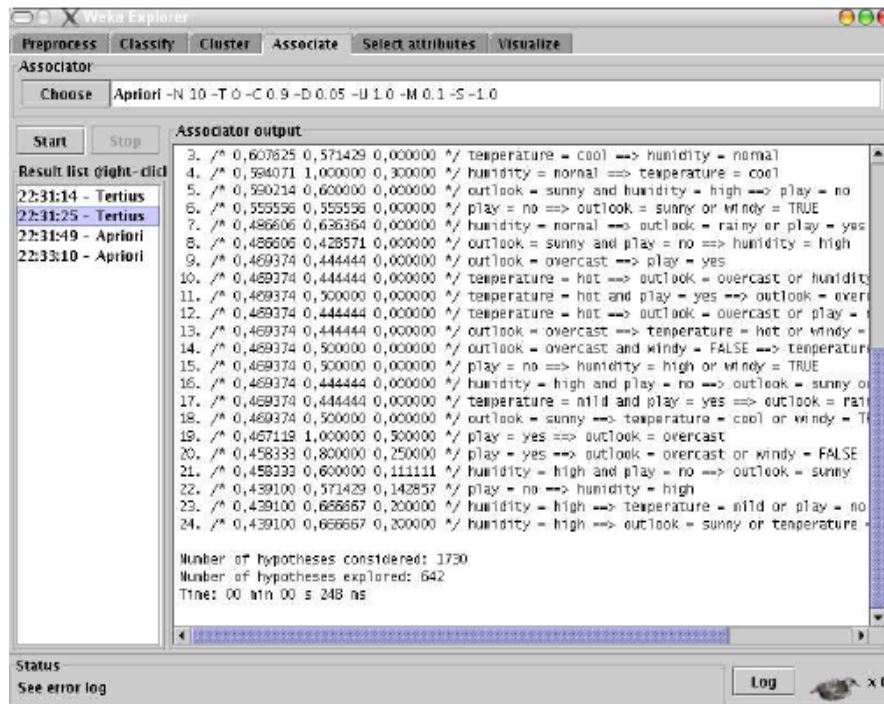 Weka Explorer
Preprocess Classify Cluster Associate Select attributes Visualize
Associator
Choose Apriori -N 10 -T 0 -C 0.9 -D 0.05 -U 1.0 -M 0.1 -S -1.0
Start Stop
Result list (right-clicl
22:31:14 - Tertius
22:31:25 - Tertius
22:31:49 - Apriori
22:33:10 - Apriori
Associator output
3. /* 0,607625 0,571429 0,000000 */ temperature = cool ==> humidity = normal
4. /* 0,594071 1,000000 0,300000 */ humidity = normal ==> temperature = cool
5. /* 0,590214 0,600000 0,000000 */ outlook = sunny and humidity = high ==> play = no
6. /* 0,555556 0,555556 0,000000 */ play = no ==> outlook = sunny or windy = TRUE
7. /* 0,486606 0,636364 0,000000 */ humidity = normal ==> outlook = rainy or play = yes
8. /* 0,486606 0,428571 0,000000 */ outlook = sunny and play = no ==> humidity = high
9. /* 0,469374 0,444444 0,000000 */ outlook = overcast ==> play = yes
10. /* 0,469374 0,444444 0,000000 */ temperature = hot ==> outlook = overcast or humidity
11. /* 0,469374 0,500000 0,000000 */ temperature = hot and play = yes ==> outlook = over
12. /* 0,469374 0,444444 0,000000 */ temperature = hot ==> outlook = overcast or play =
13. /* 0,469374 0,444444 0,000000 */ outlook = overcast ==> temperature = hot or windy =
14. /* 0,469374 0,500000 0,000000 */ outlook = overcast and windy = FALSE ==> temperature
15. /* 0,469374 0,500000 0,000000 */ play = no ==> humidity = high or windy = TRUE
16. /* 0,469374 0,444444 0,000000 */ humidity = high and play = no ==> outlook = sunny o
17. /* 0,469374 0,444444 0,000000 */ temperature = mild and play = yes ==> outlook = rai
18. /* 0,469374 0,500000 0,000000 */ outlook = sunny ==> temperature = cool or windy = T
19. /* 0,467119 1,000000 0,500000 */ play = yes ==> outlook = overcast
20. /* 0,458333 0,800000 0,250000 */ play = yes ==> outlook = overcast or windy = FALSE
21. /* 0,458333 0,600000 0,111111 */ humidity = high and play = no ==> outlook = sunny
22. /* 0,439100 0,571429 0,142857 */ play = no ==> humidity = high
23. /* 0,439100 0,666667 0,200000 */ humidity = high ==> temperature = mild or play = no
24. /* 0,439100 0,666667 0,200000 */ humidity = high ==> outlook = sunny or temperature =
Number of hypotheses considered: 1730
Number of hypotheses explored: 642
Time: 00 min 00 s 248 ms
Status
See error log
Log
x 0